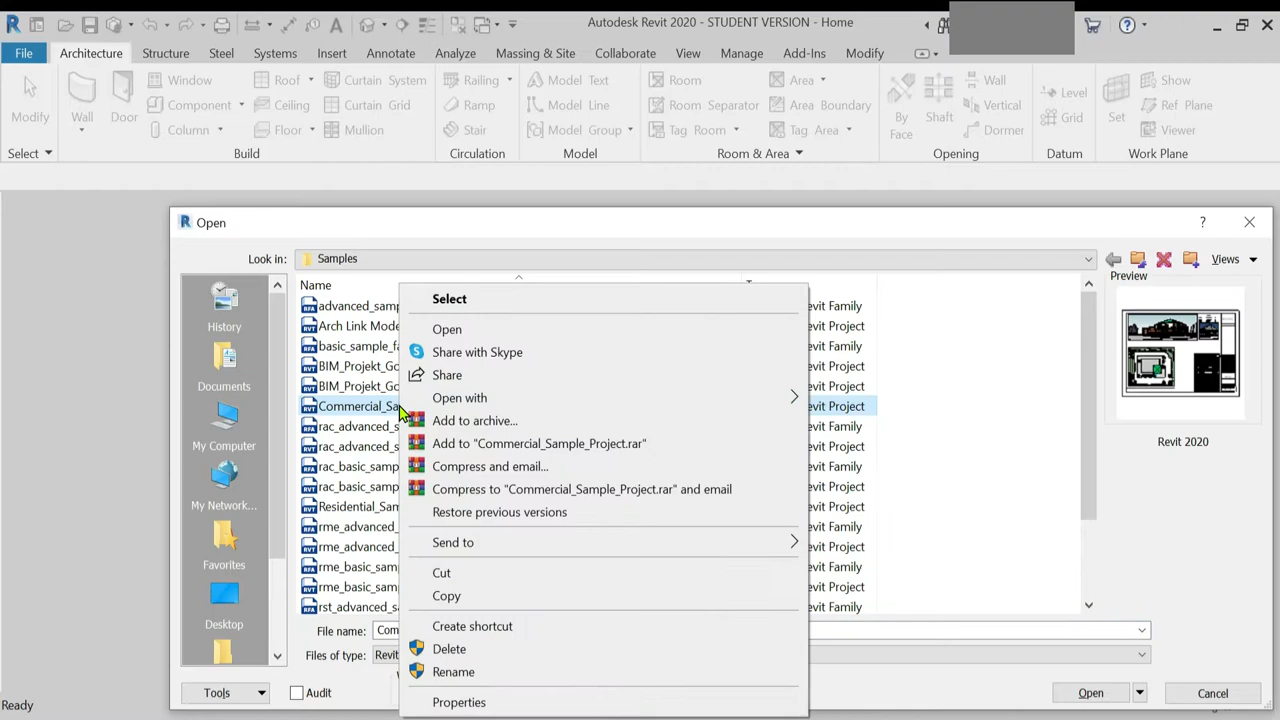 Autodesk Revit 2020 - STUDENT VERSION - Home
File Architecture Structure Steel Systems Insert Annotate Analyze Massing & Site Collaborate View Manage Add-Ins Modify
Window Roof Curtain System Railing Model Text Room Area Wall Show
Component Ceiling Curtain Grid Ramp Model Line Room Separator Area Boundary Vertical Level Ref Plane
Modify Wall Door By Shaft Grid Set
Column Floor Mullion Stair Model Group Tag Room Tag Area Face Dormer Viewer
Select Build Circulation Model Room & Area Opening Datum Work Plane
Open
Look in: Samples Views
Preview
Name
advanced_samp evit Family
Arch Link Mode evit Project
basic_sample_fa evit Family
BIM_Projekt_Go evit Project
BIM_Projekt_Go evit Project
Commercial_Sa evit Project
rac_advanced_s evit Family
rac_advanced_s evit Project
rac_basic_samp evit Family
rac_basic_samp evit Project
Residential_Sam evit Project
rme_advanced_ evit Family
rme_advanced_ evit Project
rme_basic_samp evit Family
rme_basic_samp evit Project
rst_advanced_sa evit Family
History
Documents
My Computer
My Network...
Favorites
Desktop
Select
Open
Share with Skype
Share
Open with
Add to archive...
Add to "Commercial_Sample_Project.rar"
Compress and email...
Compress to "Commercial_Sample_Project.rar" and email
Restore previous versions
Send to
Cut
Copy
Create shortcut
Delete
Rename
Properties
Revit 2020
File name: Com
Files of type: Revit
Tools Audit Open Cancel
Ready